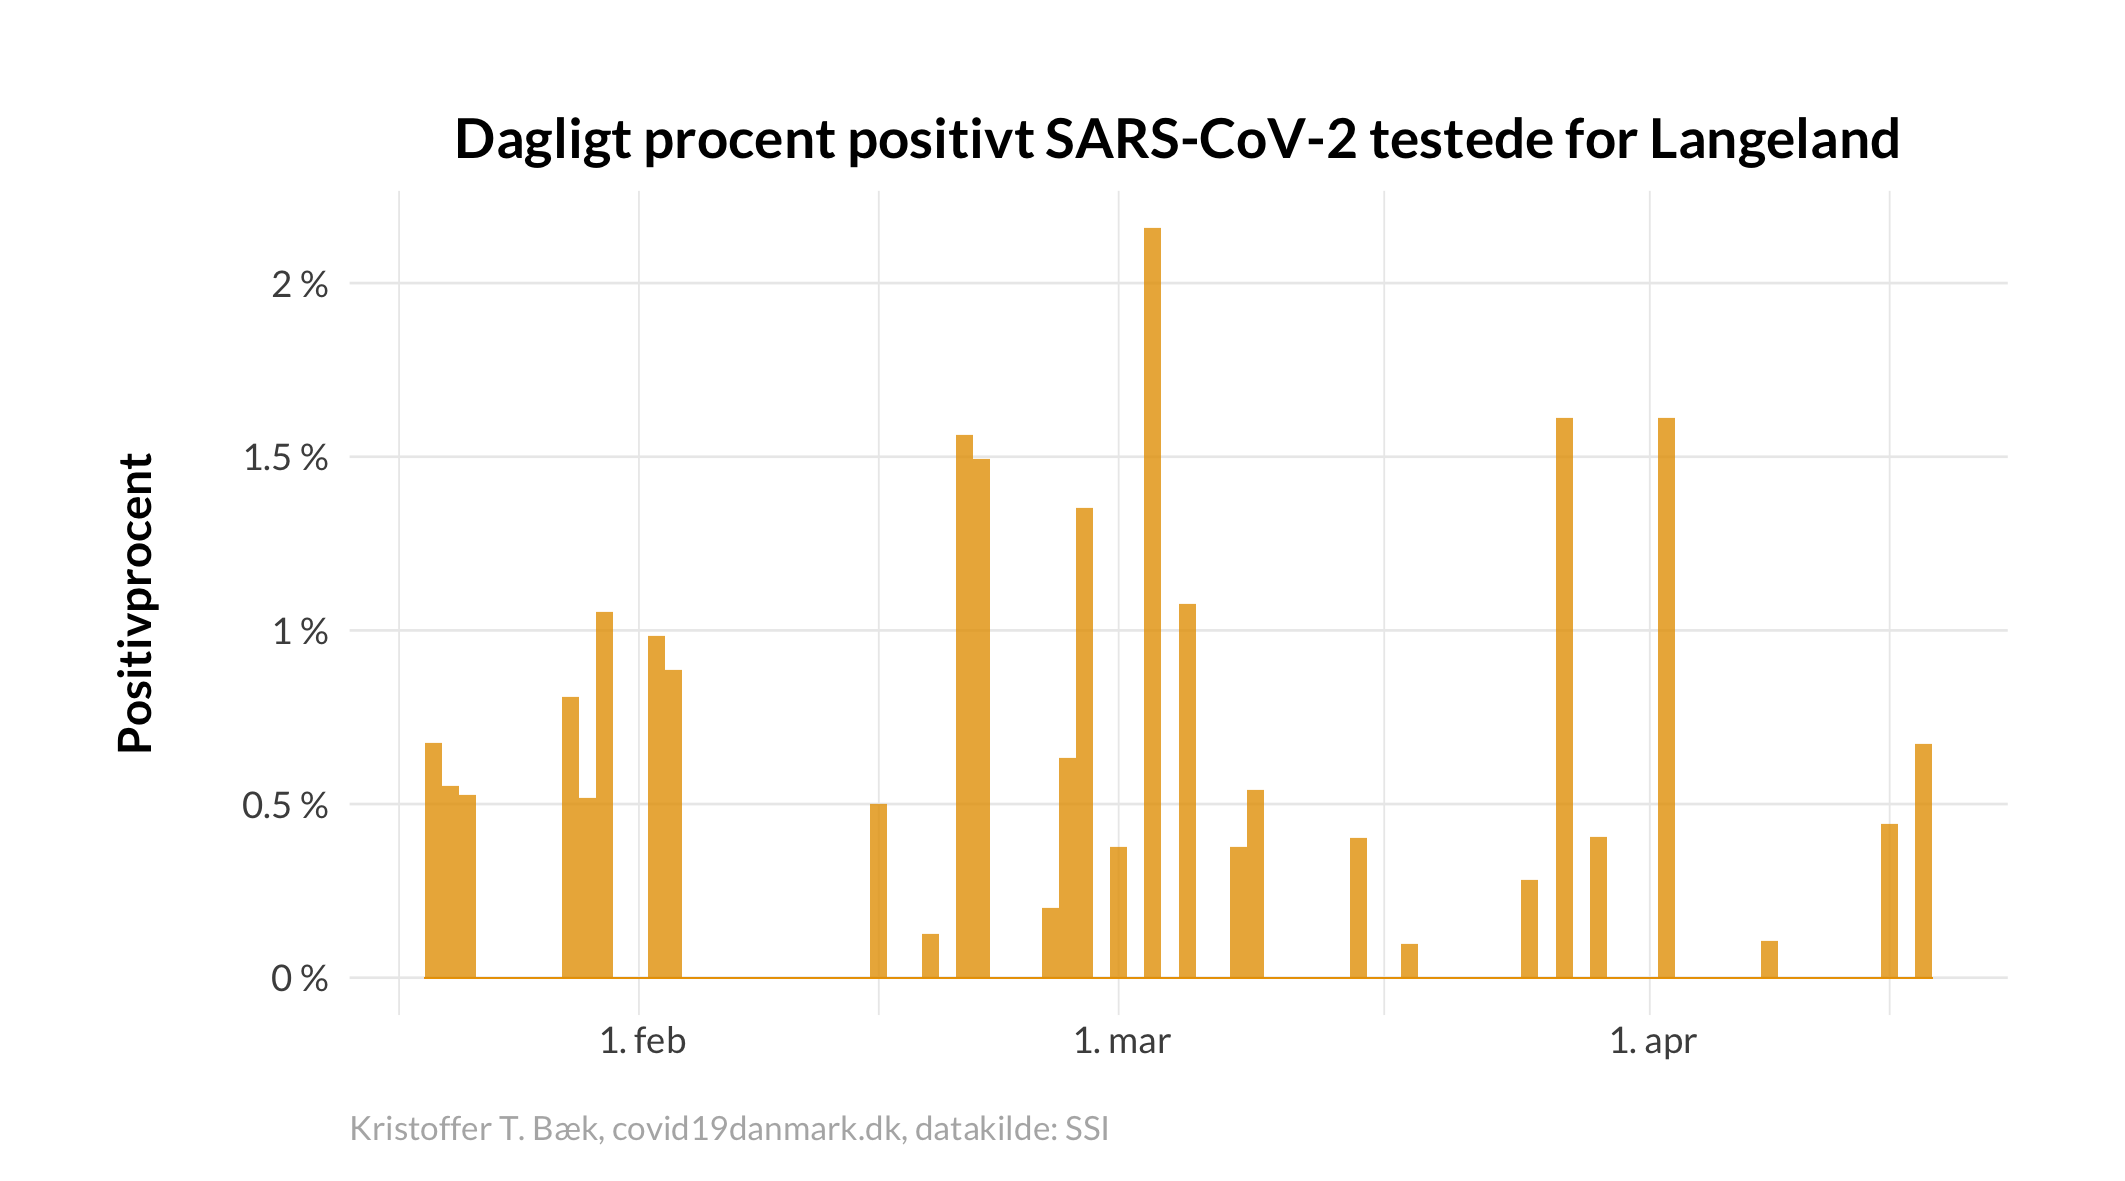 Dagligt procent positivt SARS-CoV-2 testede for Langeland
Positivprocent
2 %
1.5 %
1 %
0.5 %
0 %
1. feb
1. mar
1. apr
Kristoffer T. Bæk, covid19danmark.dk, datakilde: SSI